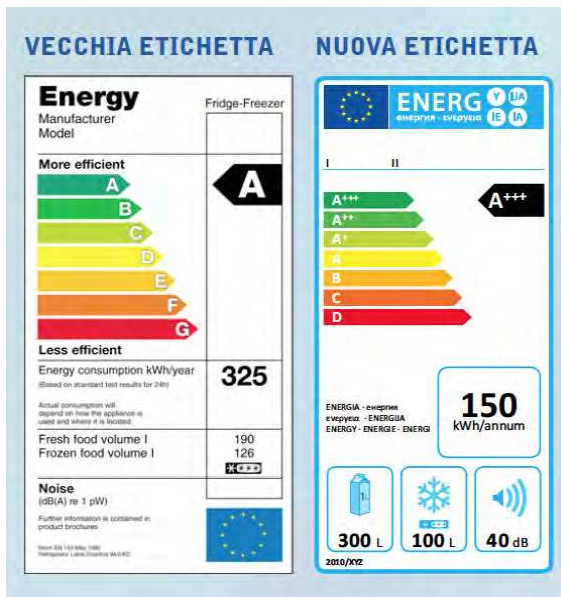 VECCHIA ETICHETTA
Energy
Manufacturer
Model
Fridge-Freezer
More efficient
A
B
C
D
E
F
G
A
Less efficient
Energy consumption kWh/year
(Based on standard test results for 24h)
325
Actual consumption will
depend on how the appliance is
used and where it is located
Fresh food volume l
190
Frozen food volume l
126
Noise
(dB(A) re 1 pW)
Further information is contained in
product brochures
NUOVA ETICHETTA
ENERG
енергия · ενεργεια
Y
IJA
IE
IA
I
II
A+++
A++
A+
A
B
C
D
A+++
ENERGIA · енергия
ενεργεια · ENERGIJA
ENERGY · ENERGIE · ENERGI
150
kWh/annum
300 L
100 L
40 dB
2010/XYZ